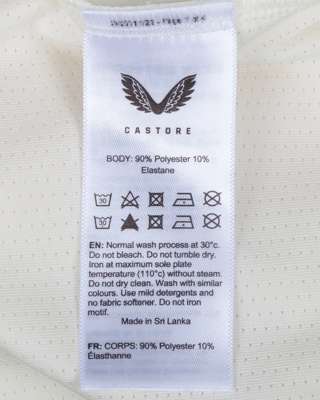 CASTORE
BODY: 90% Polyester 10%
Elastane
30
30
EN: Normal wash process at 30°c.
Do not bleach. Do not tumble dry.
Iron at maximum sole plate
temperature (110°c) without steam.
Do not dry clean. Wash with similar
colours. Use mild detergents and
no fabric softener. Do not iron
motif.
Made in Sri Lanka
FR: CORPS: 90% Polyester 10%
Élasthanne